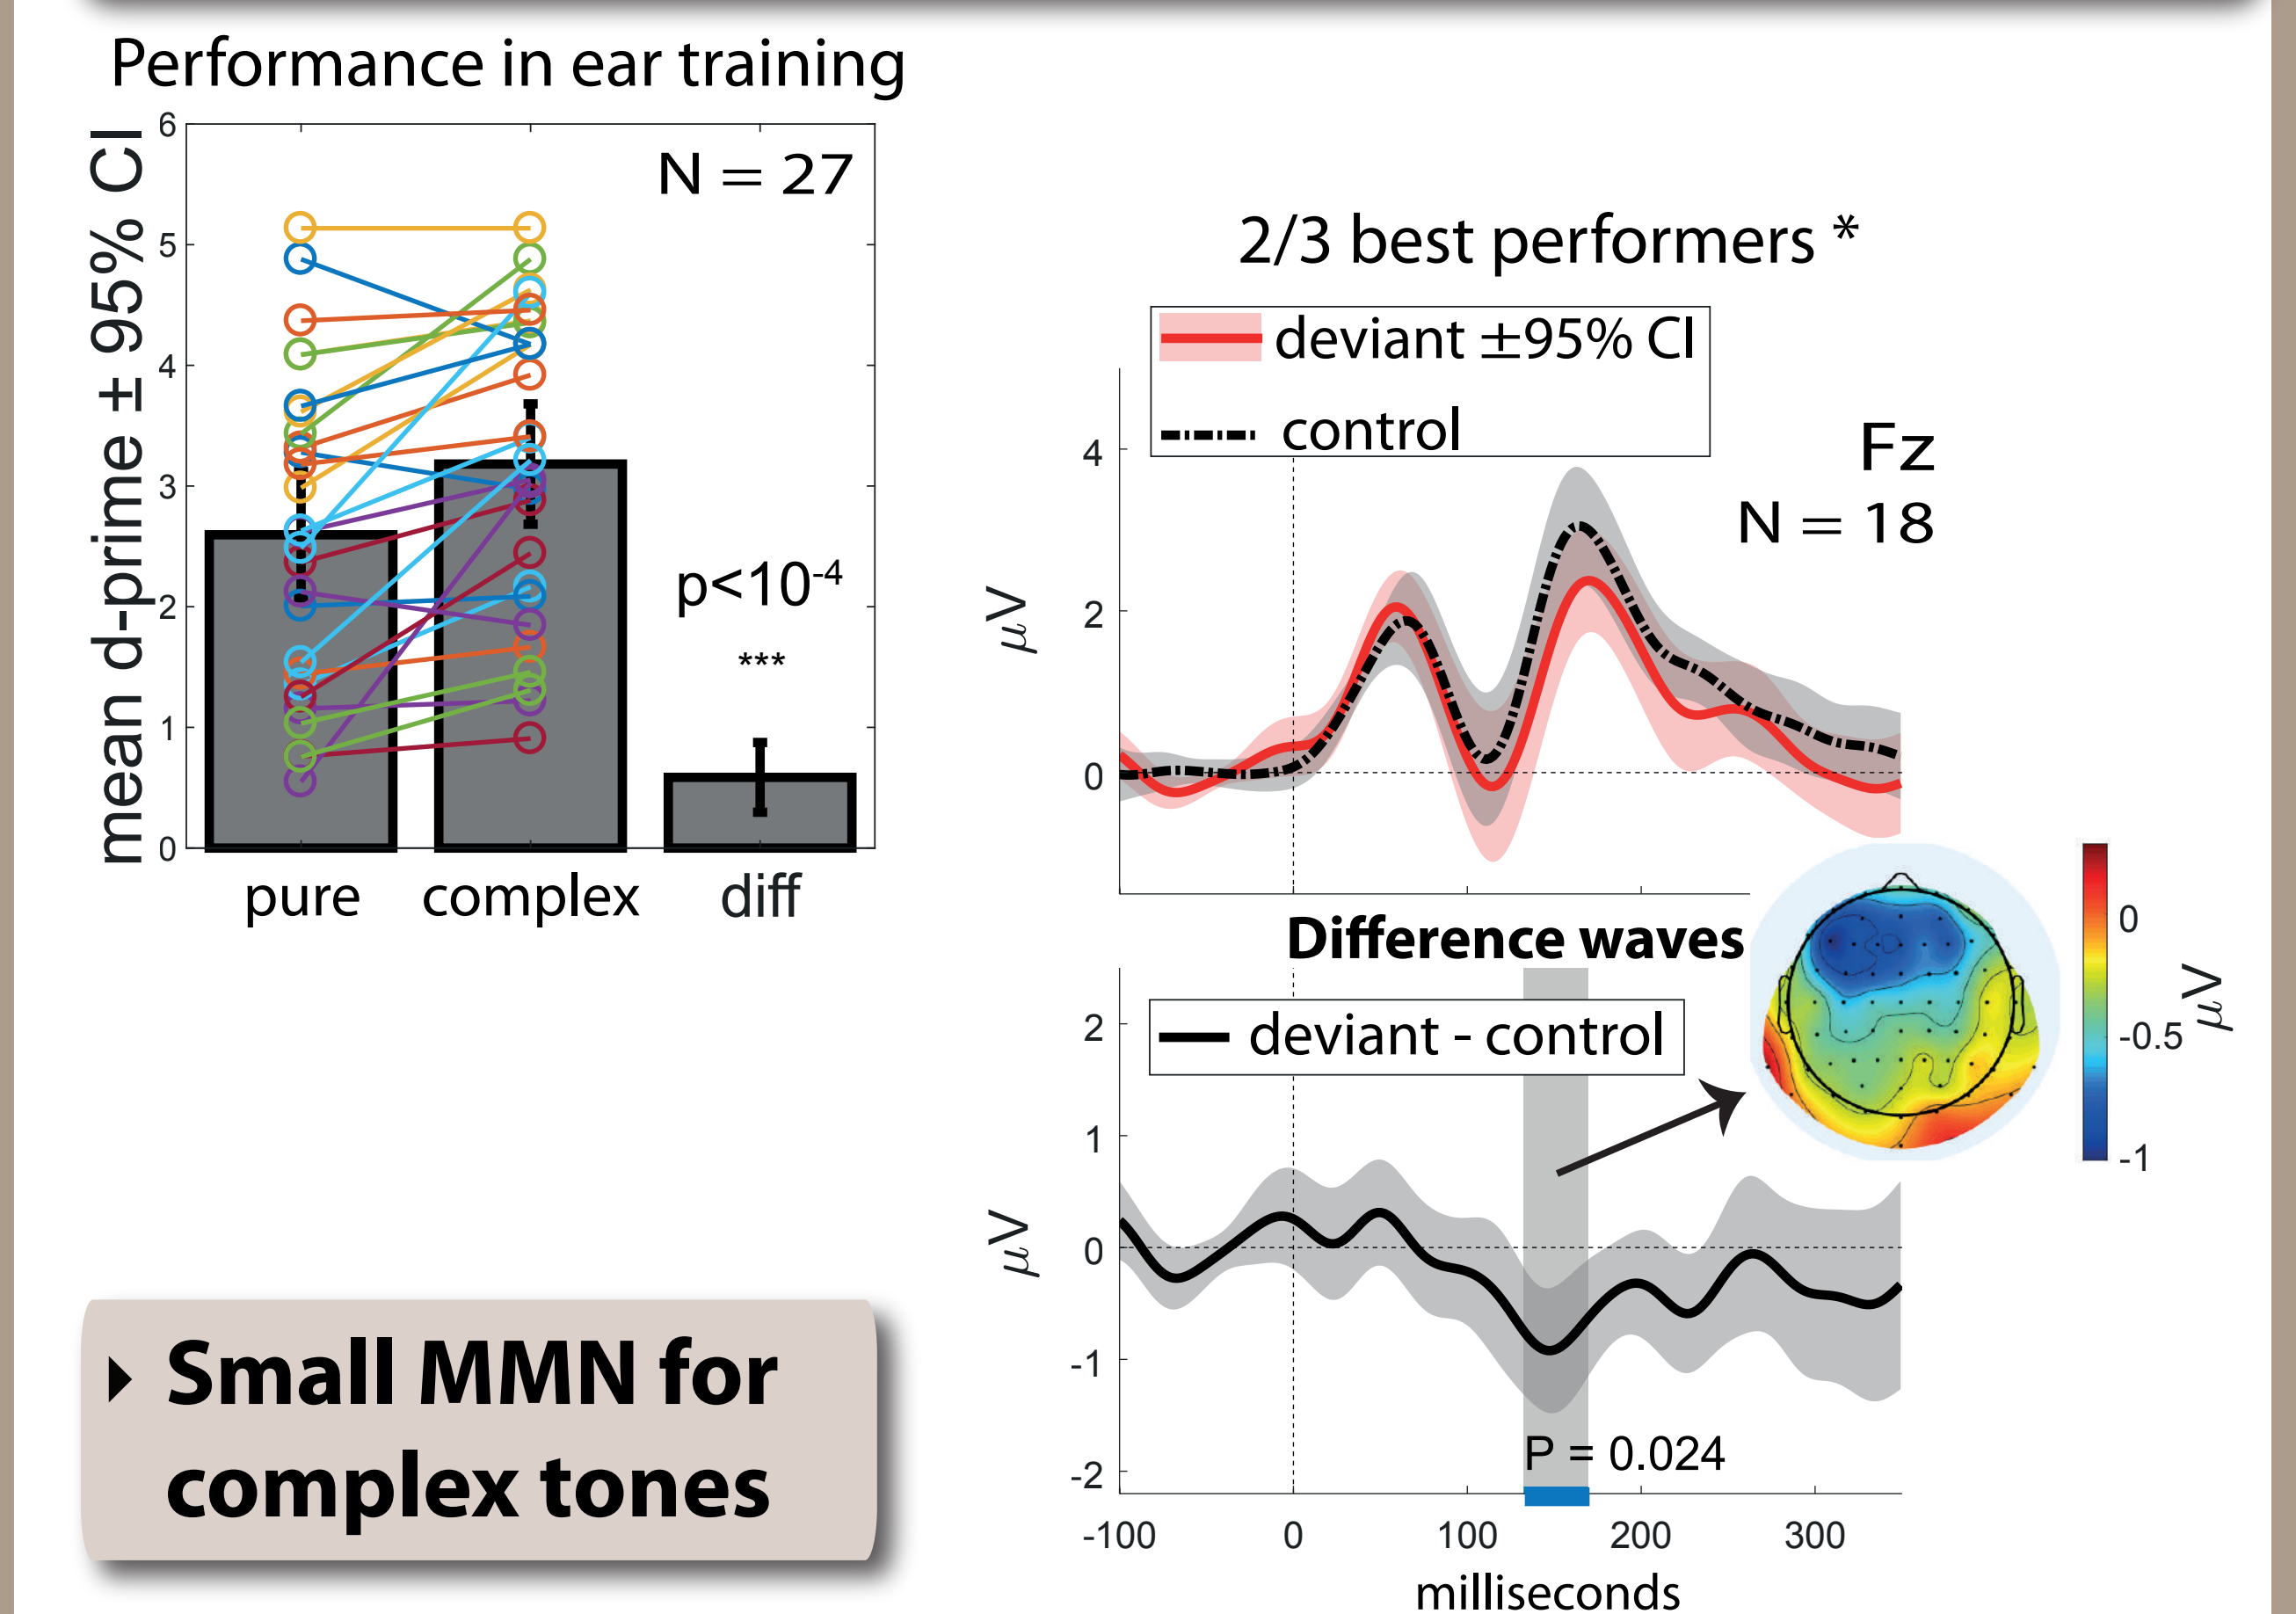 Performance in ear training
mean d-prime ± 95% CI
6
5
4
3
2
1
0
N = 27
p<10-4
***
pure complex diff
▸ Small MMN for
complex tones
2/3 best performers *
deviant ±95% CI
control
Fz
N = 18
μV
4
2
0
Difference waves
deviant - control
μV
2
1
0
-1
-2
P = 0.024
-100 0 100 200 300
milliseconds
0
-0.5
-1
μV